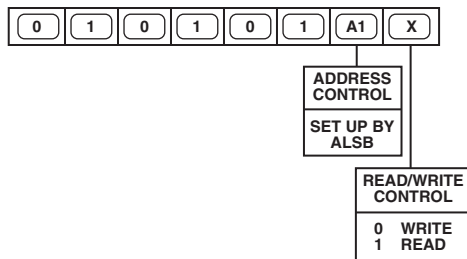 0 1 0 1 0 1 A1 X
ADDRESS
CONTROL
SET UP BY
ALSB
READ/WRITE
CONTROL
0 WRITE
1 READ